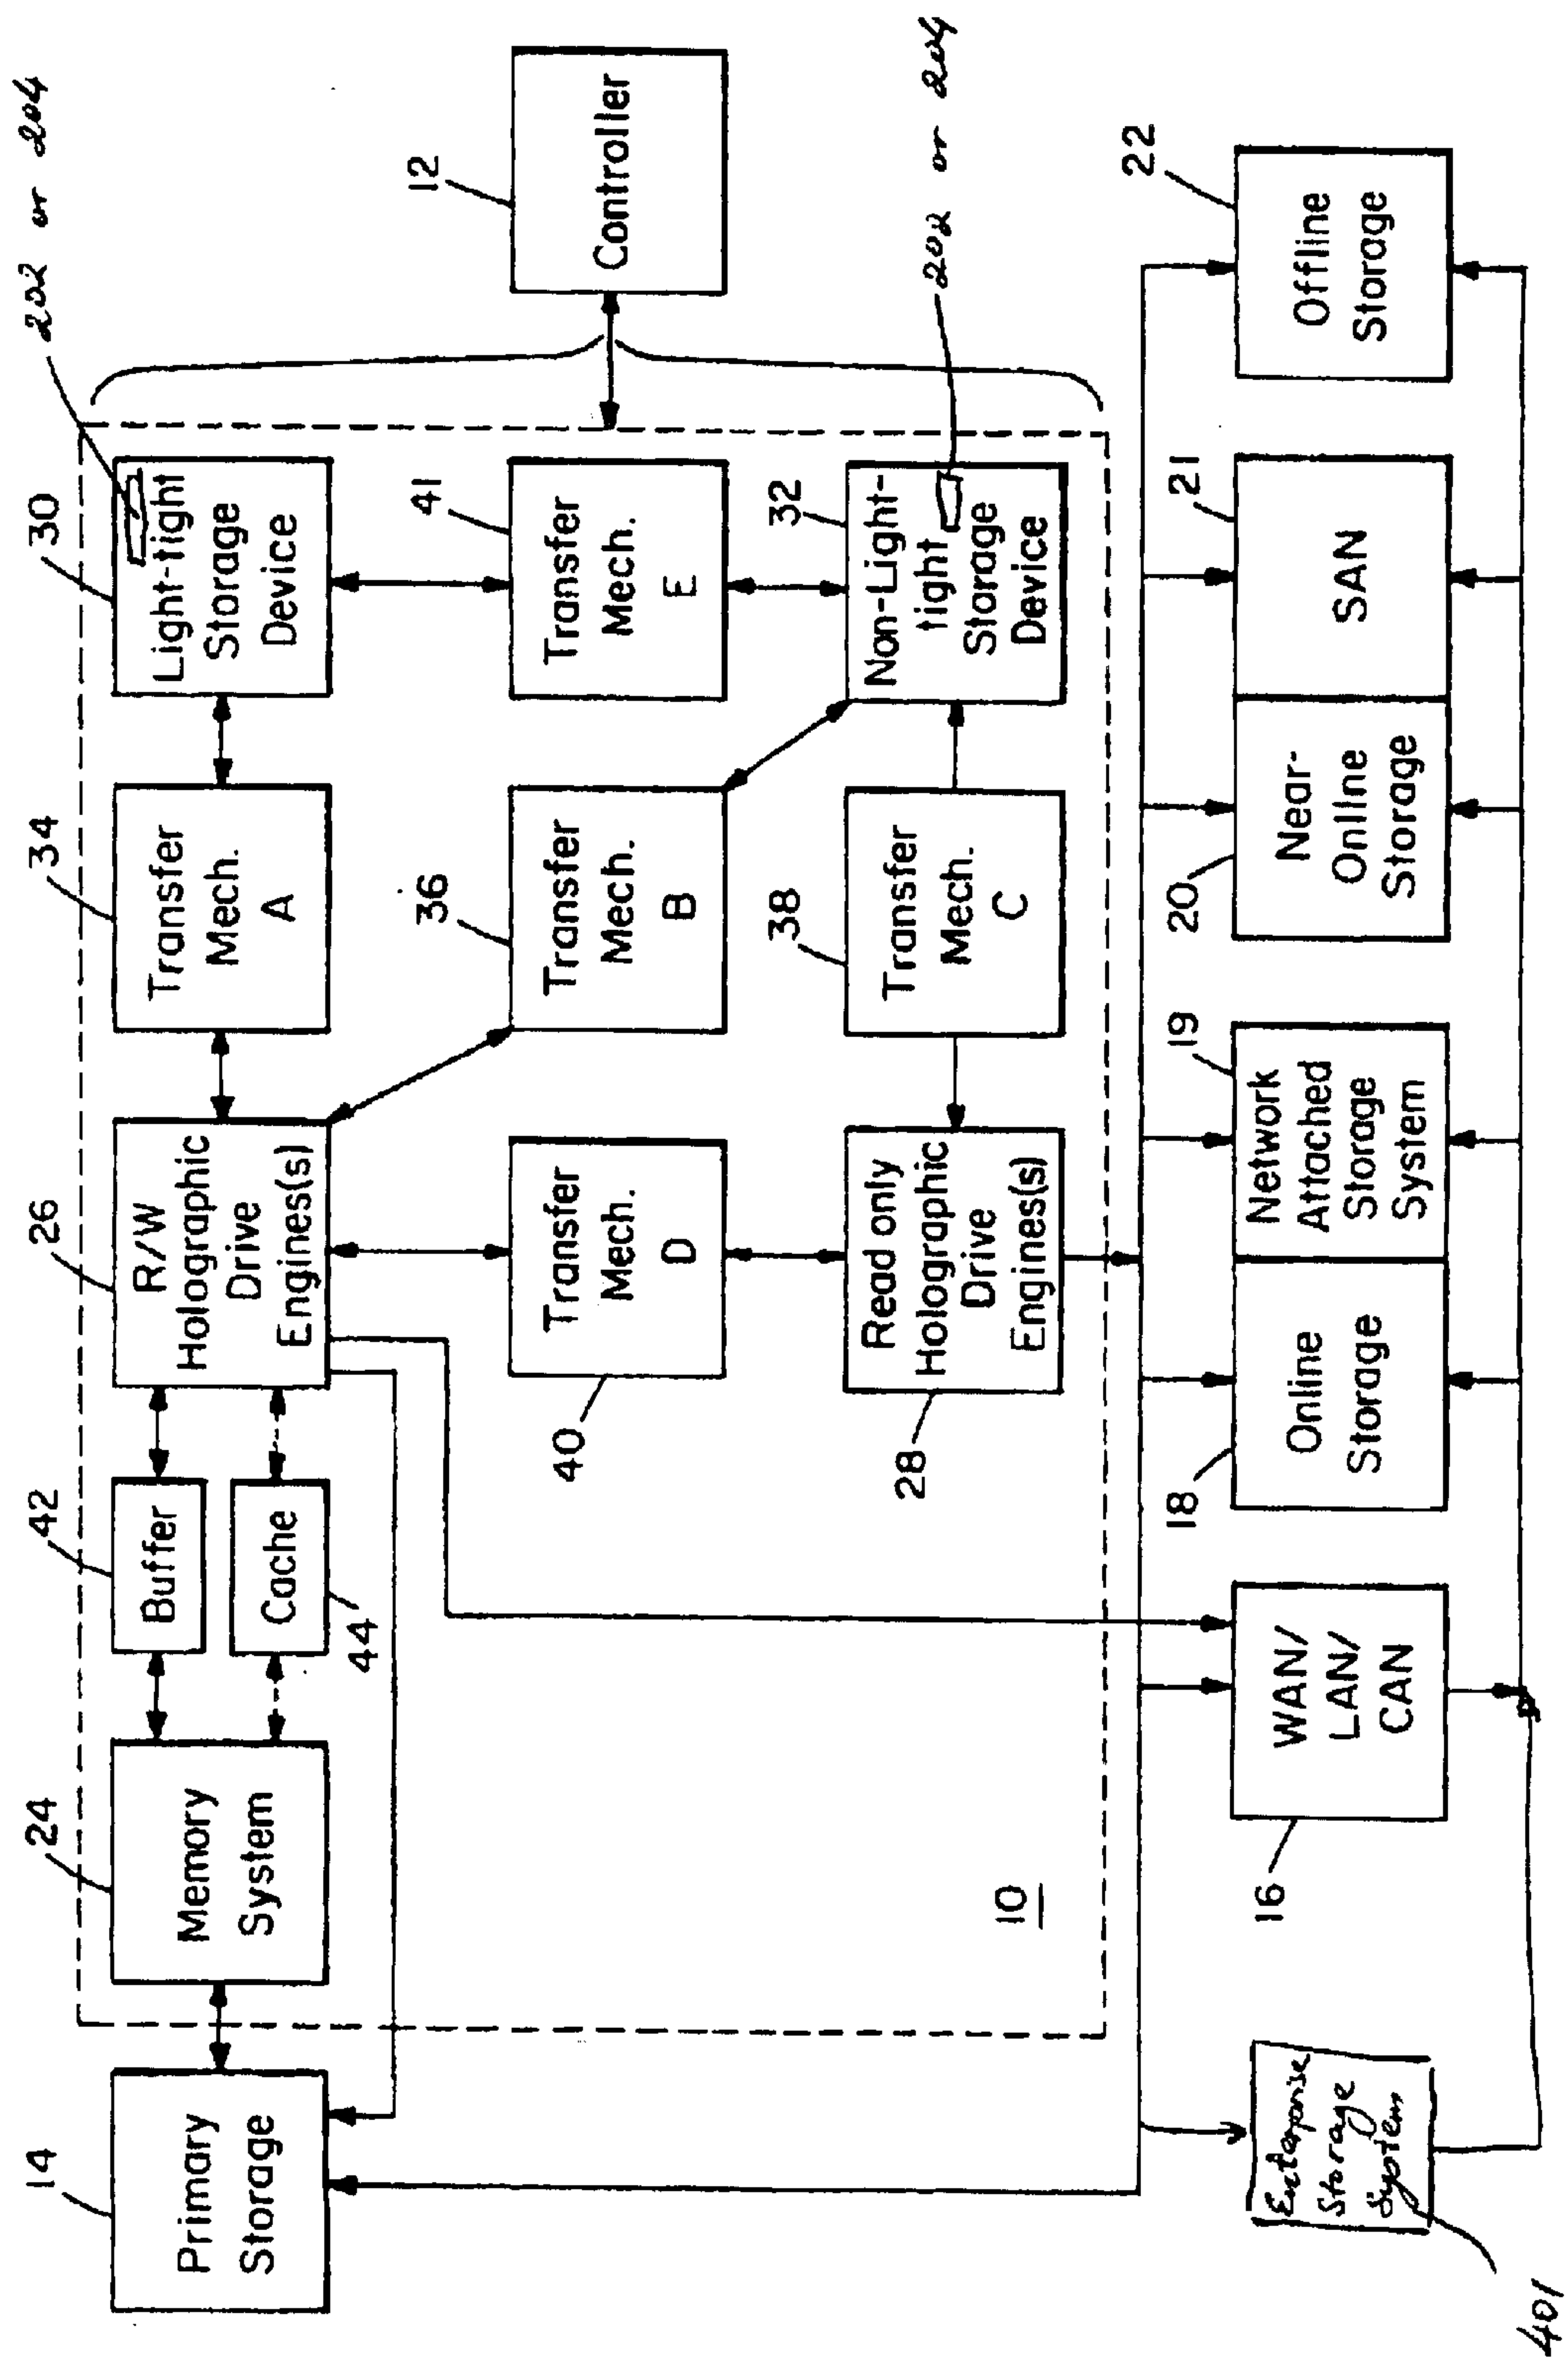 202 or 204
30
Light-tight
Storage
Device
34
Transfer
Mech.
A
26
R/W
Holographic
Drive
Engines(s)
42
Buffer
Cache
44
24
Memory
System
14
Primary
Storage
12
Controller
41
Transfer
Mech.
E
36
Transfer
Mech.
B
40
Transfer
Mech.
D
202 or 204
32
Non-Light-
tight
Storage
Device
38
Transfer
Mech.
C
28
Read only
Holographic
Drive
Engines(s)
10
22
Offline
Storage
21
SAN
20
Near-
Online
Storage
19
Network
Attached
Storage
System
18
Online
Storage
16
WAN/
LAN/
CAN
Enterprise
Storage
System
401